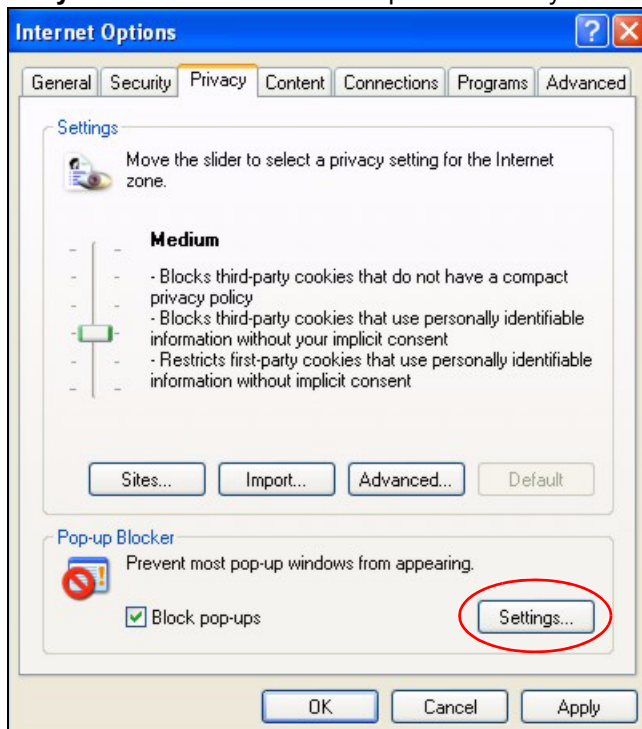 Internet Options
General Security Privacy Content Connections Programs Advanced
Settings
Move the slider to select a privacy setting for the Internet
zone.
Medium
- Blocks third-party cookies that do not have a compact
privacy policy
- Blocks third-party cookies that use personally identifiable
information without your implicit consent
- Restricts first-party cookies that use personally identifiable
information without implicit consent
Sites... Import... Advanced... Default
Pop-up Blocker
Prevent most pop-up windows from appearing.
Block pop-ups Settings...
OK Cancel Apply